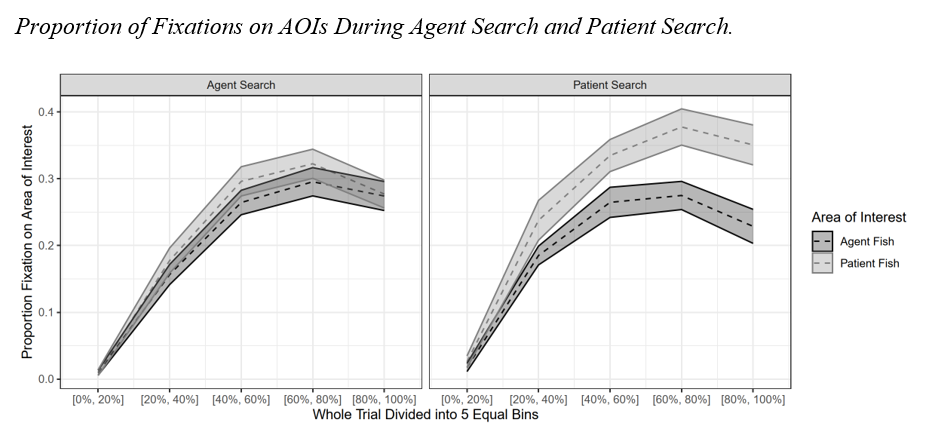 Proportion of Fixations on AOIs During Agent Search and Patient Search.
Agent Search
Patient Search
Proportion Fixation on Area of Interest
0.4
0.3
0.2
0.1
0.0
[0%, 20%]
[20%, 40%]
[40%, 60%]
[60%, 80%]
[80%, 100%]
[0%, 20%]
[20%, 40%]
[40%, 60%]
[60%, 80%]
[80%, 100%]
Whole Trial Divided into 5 Equal Bins
Area of Interest
Agent Fish
Patient Fish